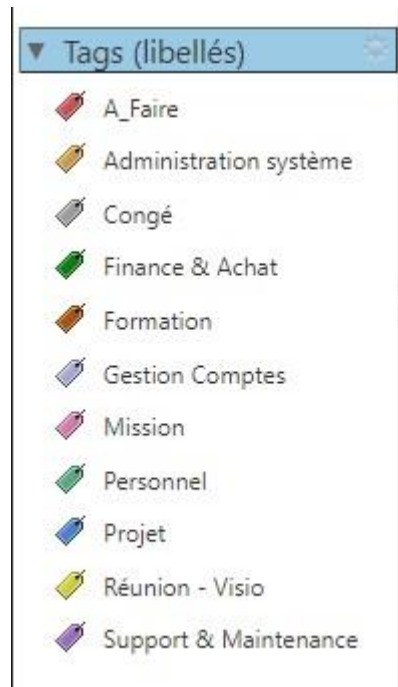 Tags (libellés)
A_Faire
Administration système
Congé
Finance & Achat
Formation
Gestion Comptes
Mission
Personnel
Projet
Réunion - Visio
Support & Maintenance